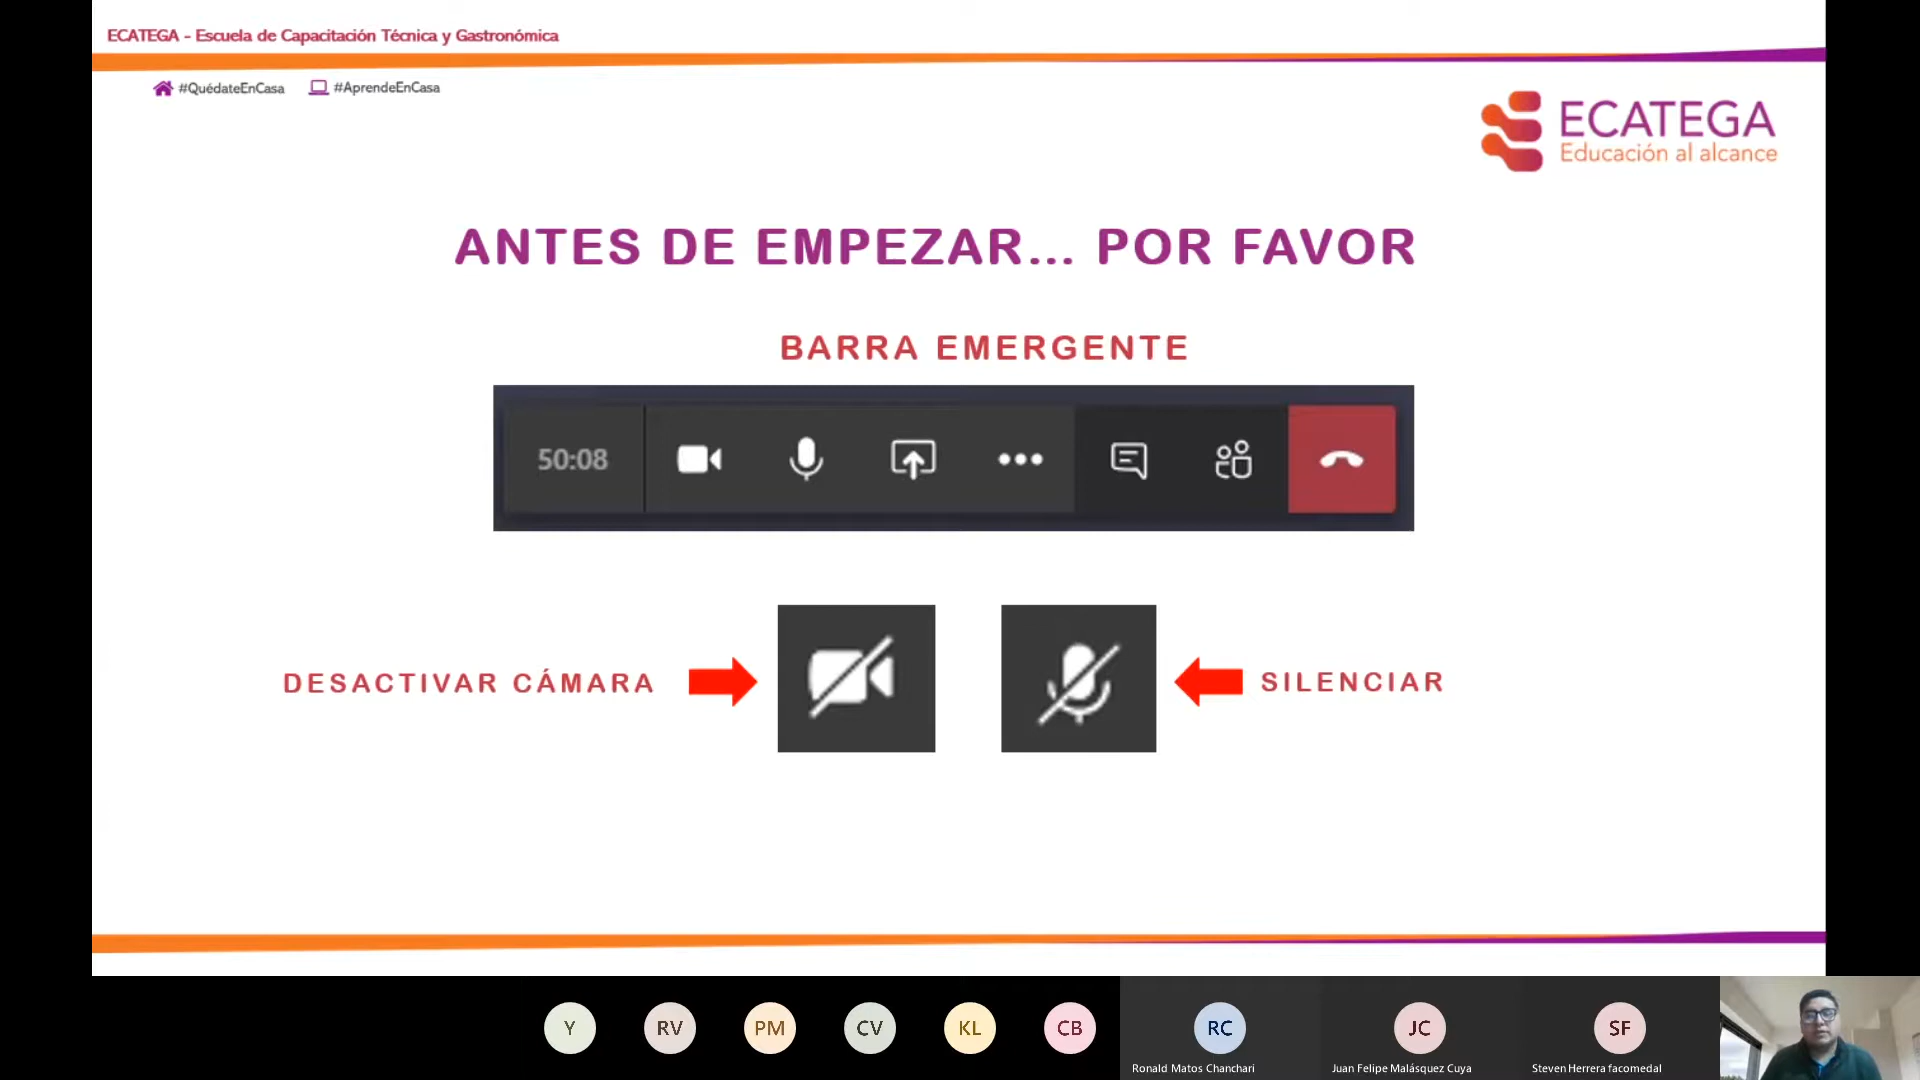 ECATEGA - Escuela de Capacitación Técnica y Gastronómica
#QuédateEnCasa #AprendeEnCasa
ECATEGA
Educación al alcance
ANTES DE EMPEZAR... POR FAVOR
BARRA EMERGENTE
50:08
DESACTIVAR CÁMARA
SILENCIAR
Y RV PM CV KL CB RC JC SF
Ronald Matos Chanchari Juan Felipe Malásquez Cuya Steven Herrera facomedal